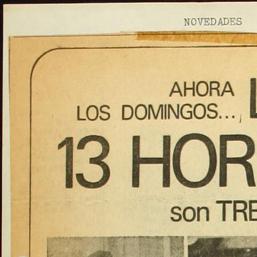 NOVEDADES
AHORA
LOS DOMINGOS...,
13 HOR
son TRE